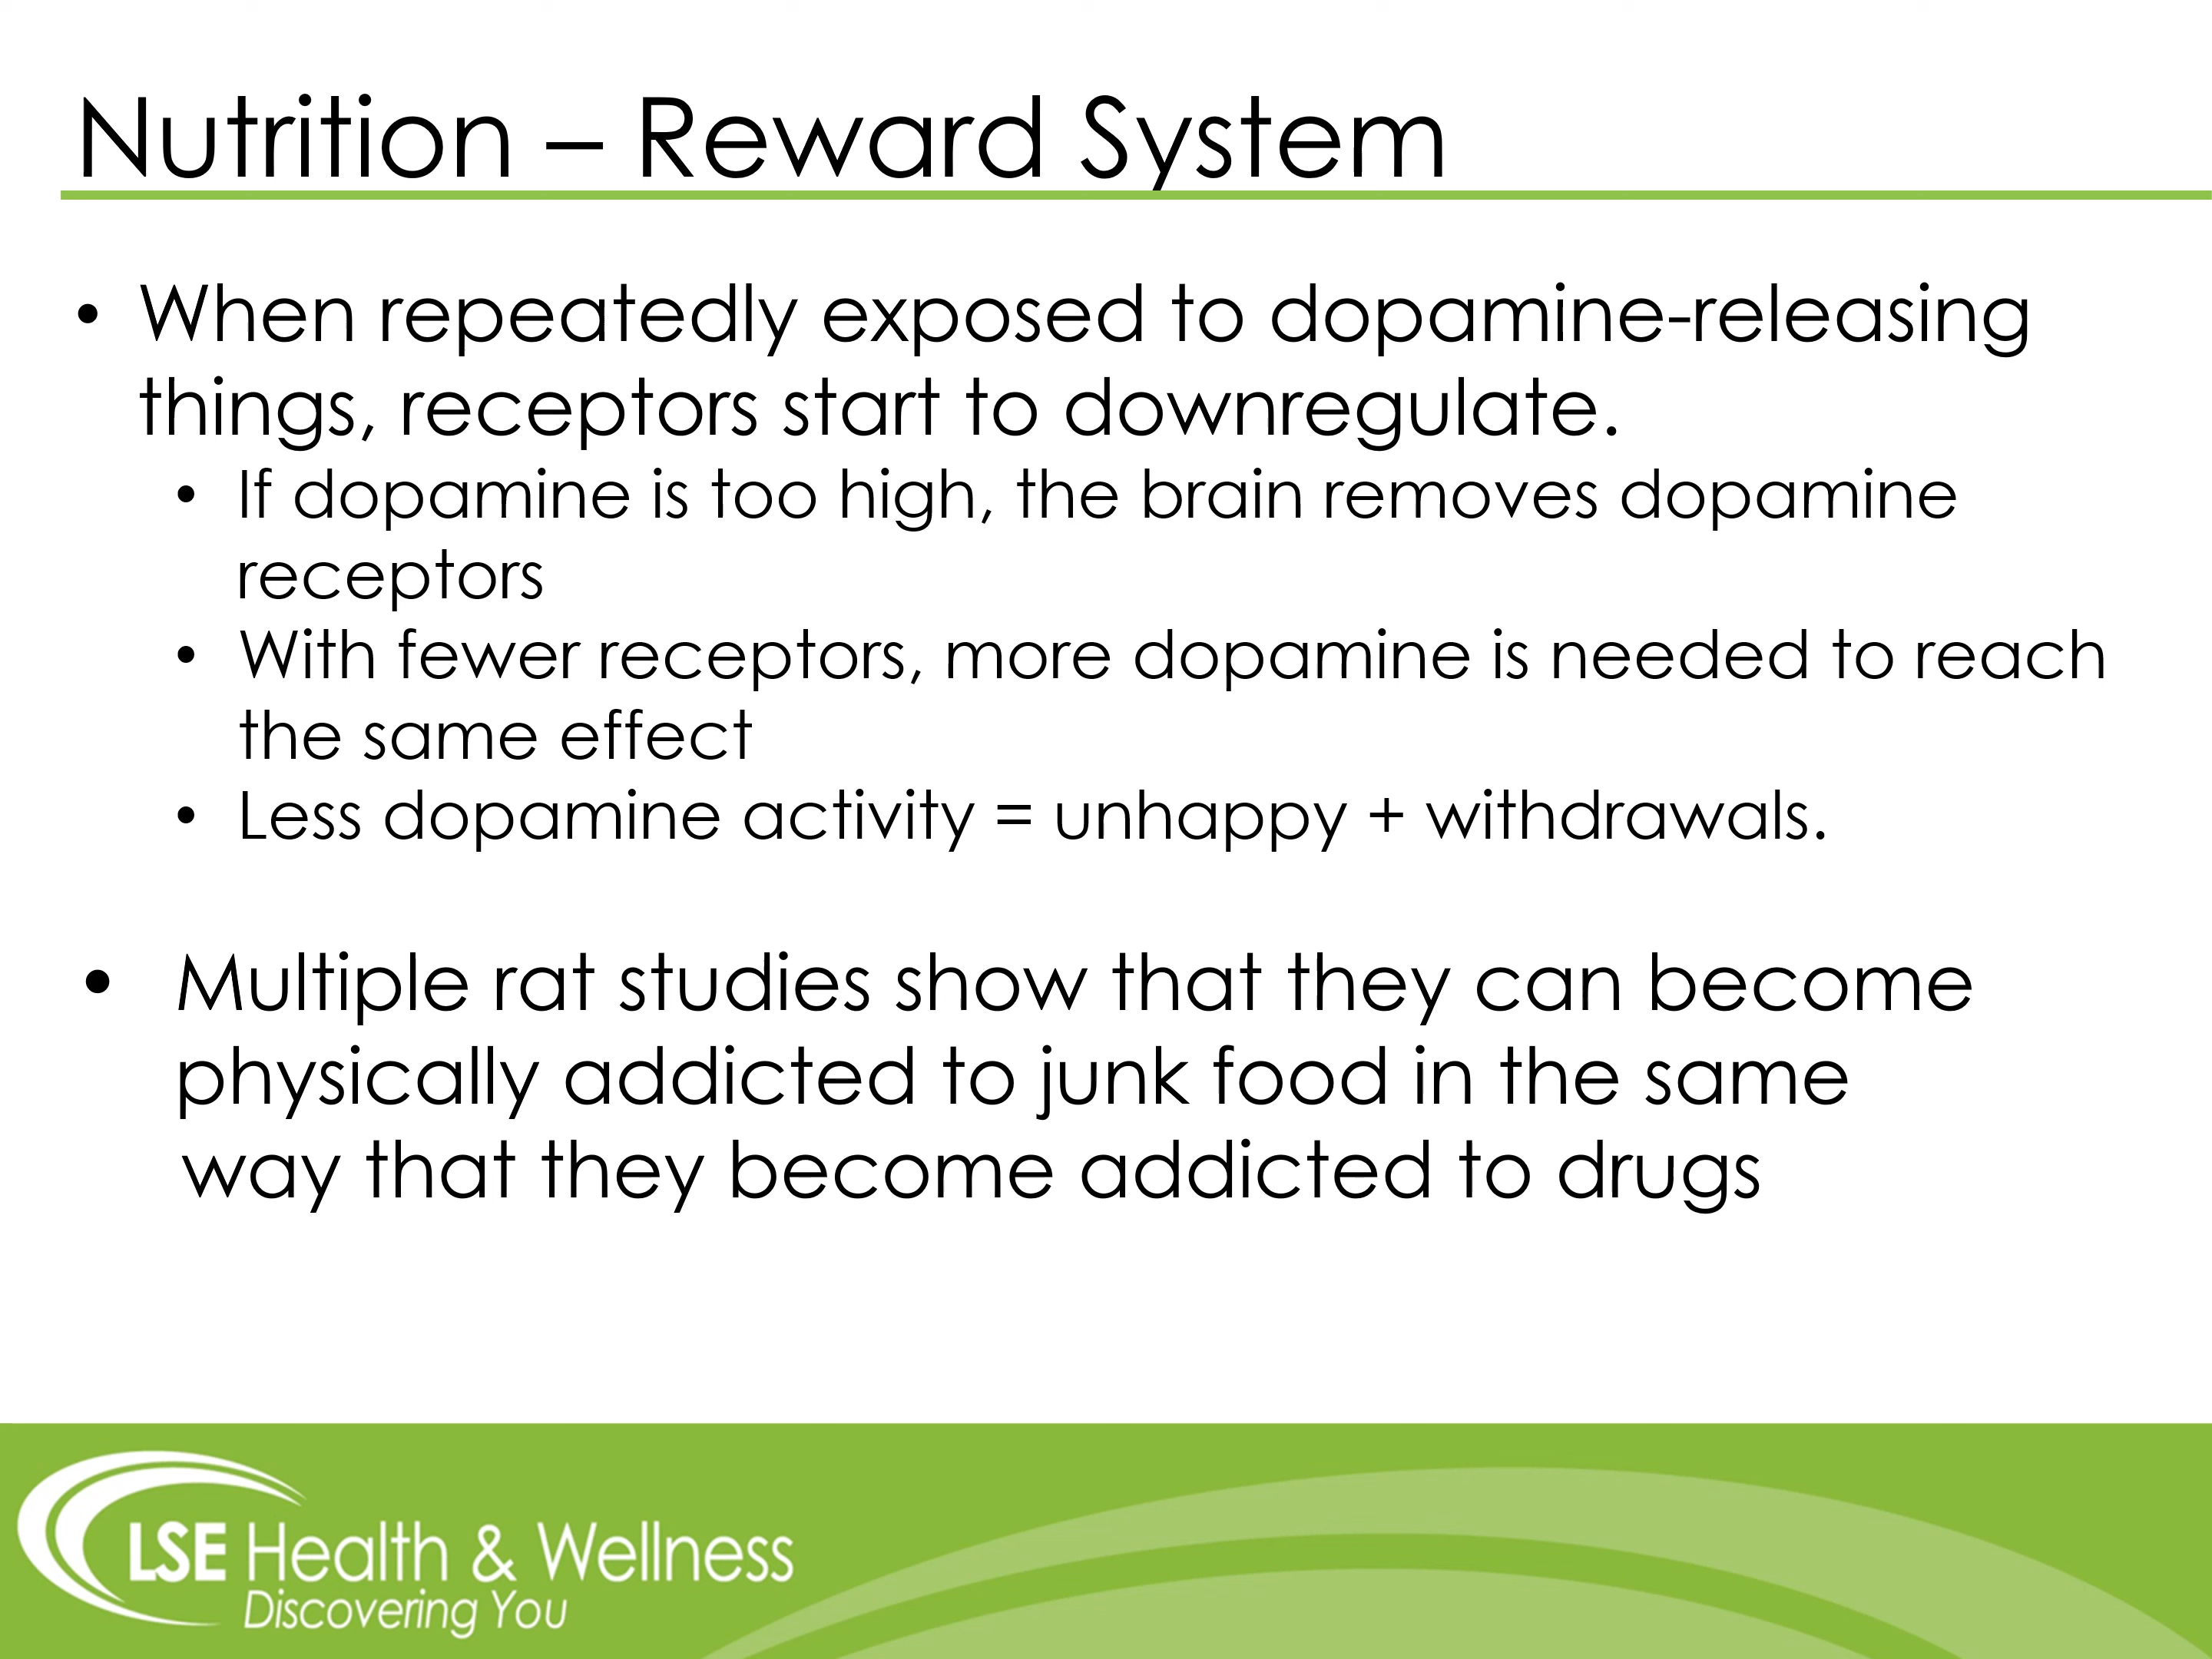 Nutrition – Reward System
• When repeatedly exposed to dopamine-releasing
things, receptors start to downregulate.
• If dopamine is too high, the brain removes dopamine
receptors
• With fewer receptors, more dopamine is needed to reach
the same effect
• Less dopamine activity = unhappy + withdrawals.
• Multiple rat studies show that they can become
physically addicted to junk food in the same
way that they become addicted to drugs
LSE Health & Wellness
Discovering You